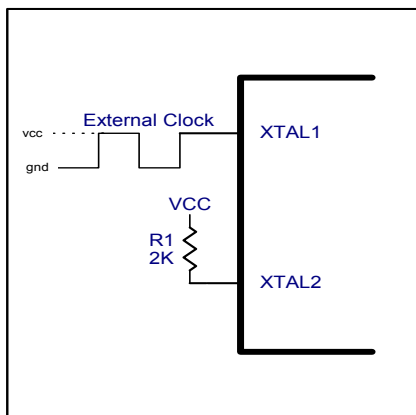 External Clock
vcc
XTAL1
gnd
VCC
R1
2K
XTAL2